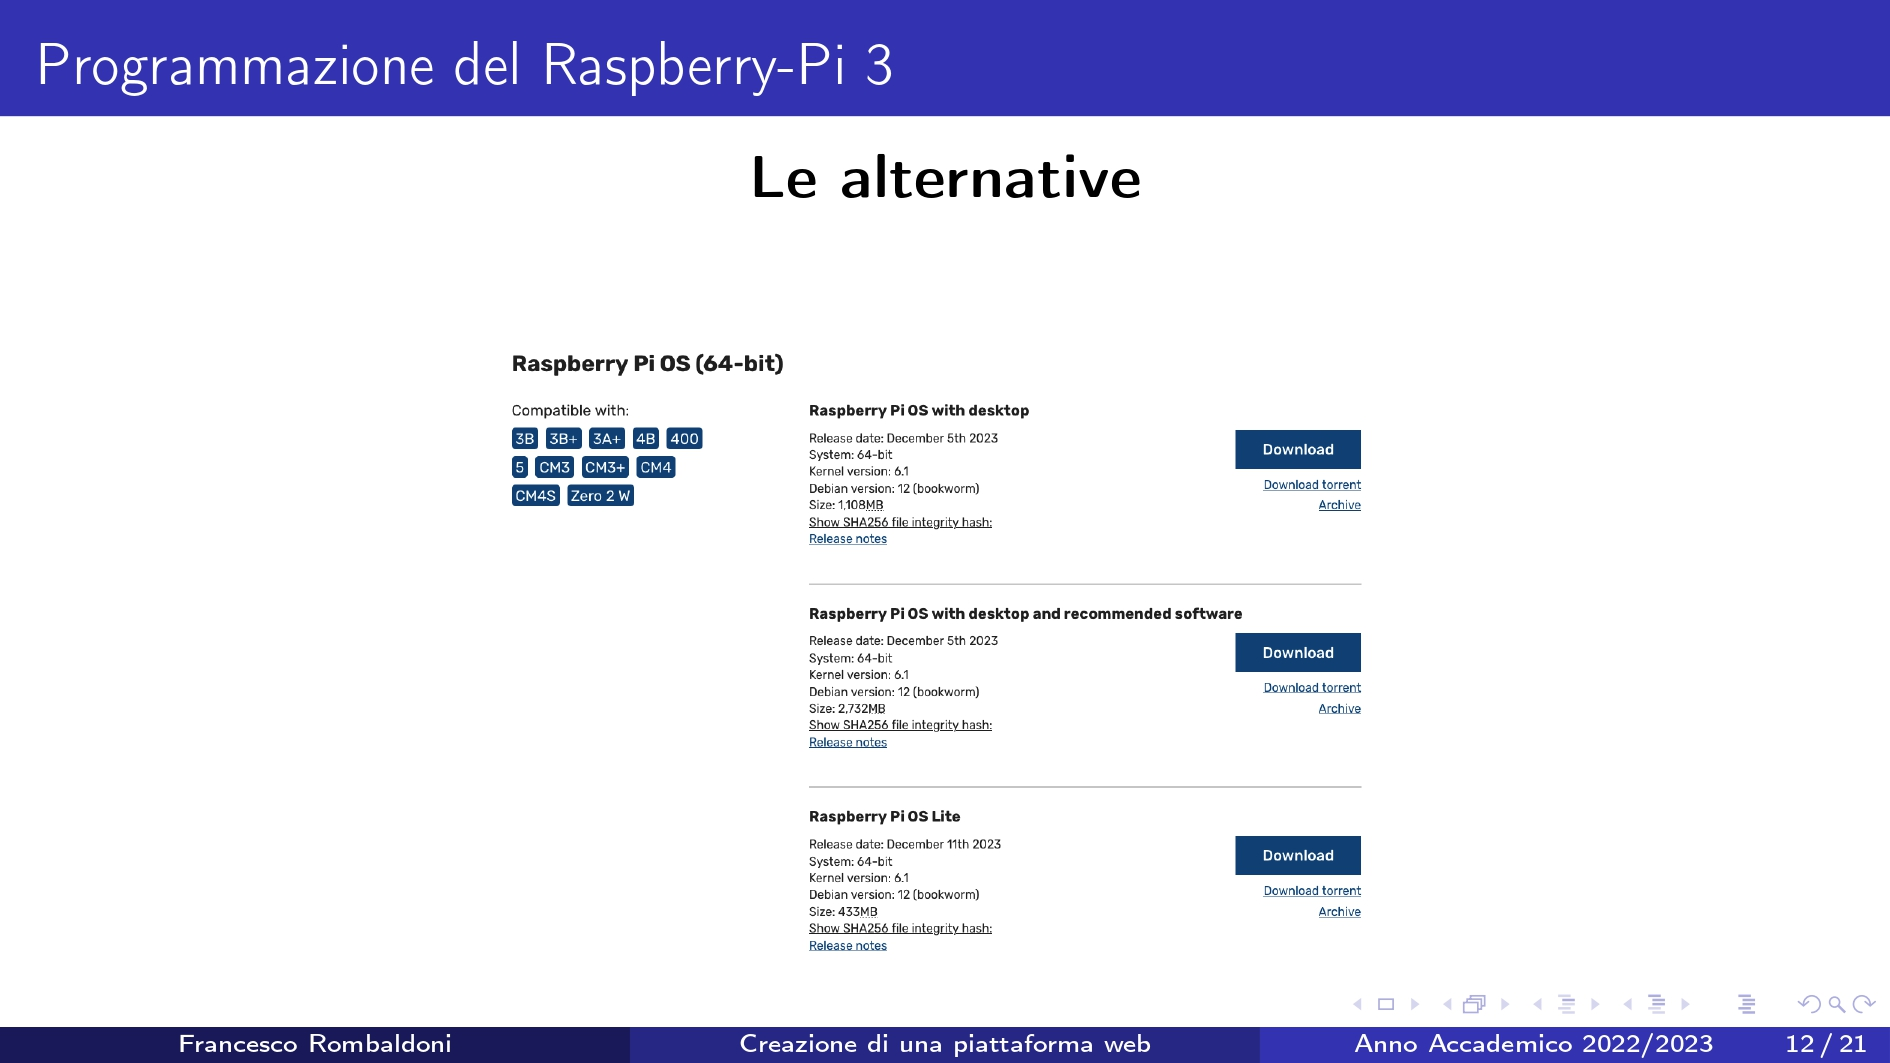 Programmazione del Raspberry-Pi 3
Le alternative
Raspberry Pi OS (64-bit)
Compatible with:
3B 3B+ 3A+ 4B 400
5 CM3 CM3+ CM4
CM4S Zero 2 W
Raspberry Pi OS with desktop
Release date: December 5th 2023
System: 64-bit
Kernel version: 6.1
Debian version: 12 (bookworm)
Size: 1,108MB
Show SHA256 file integrity hash:
Release notes
Download
Download torrent
Archive
Raspberry Pi OS with desktop and recommended software
Release date: December 5th 2023
System: 64-bit
Kernel version: 6.1
Debian version: 12 (bookworm)
Size: 2,732MB
Show SHA256 file integrity hash:
Release notes
Download
Download torrent
Archive
Raspberry Pi OS Lite
Release date: December 11th 2023
System: 64-bit
Kernel version: 6.1
Debian version: 12 (bookworm)
Size: 433MB
Show SHA256 file integrity hash:
Release notes
Download
Download torrent
Archive
Francesco Rombaldoni Creazione di una piattaforma web Anno Accademico 2022/2023 12 / 21